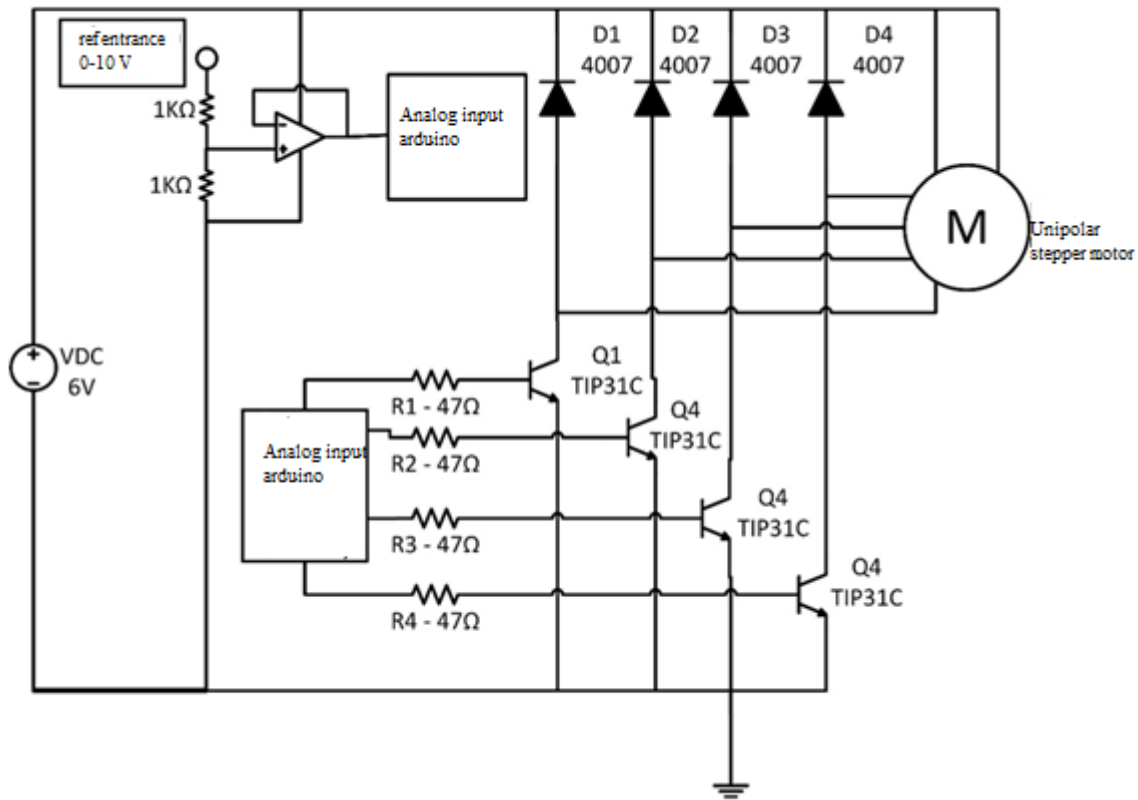 ref entrance
0-10 V
1KΩ
1KΩ
Analog input
arduino
D1
4007
D2
4007
D3
4007
D4
4007
M
Unipolar
stepper motor
+
-
VDC
6V
Analog input
arduino
R1 - 47Ω
R2 - 47Ω
R3 - 47Ω
R4 - 47Ω
Q1
TIP31C
Q4
TIP31C
Q4
TIP31C
Q4
TIP31C